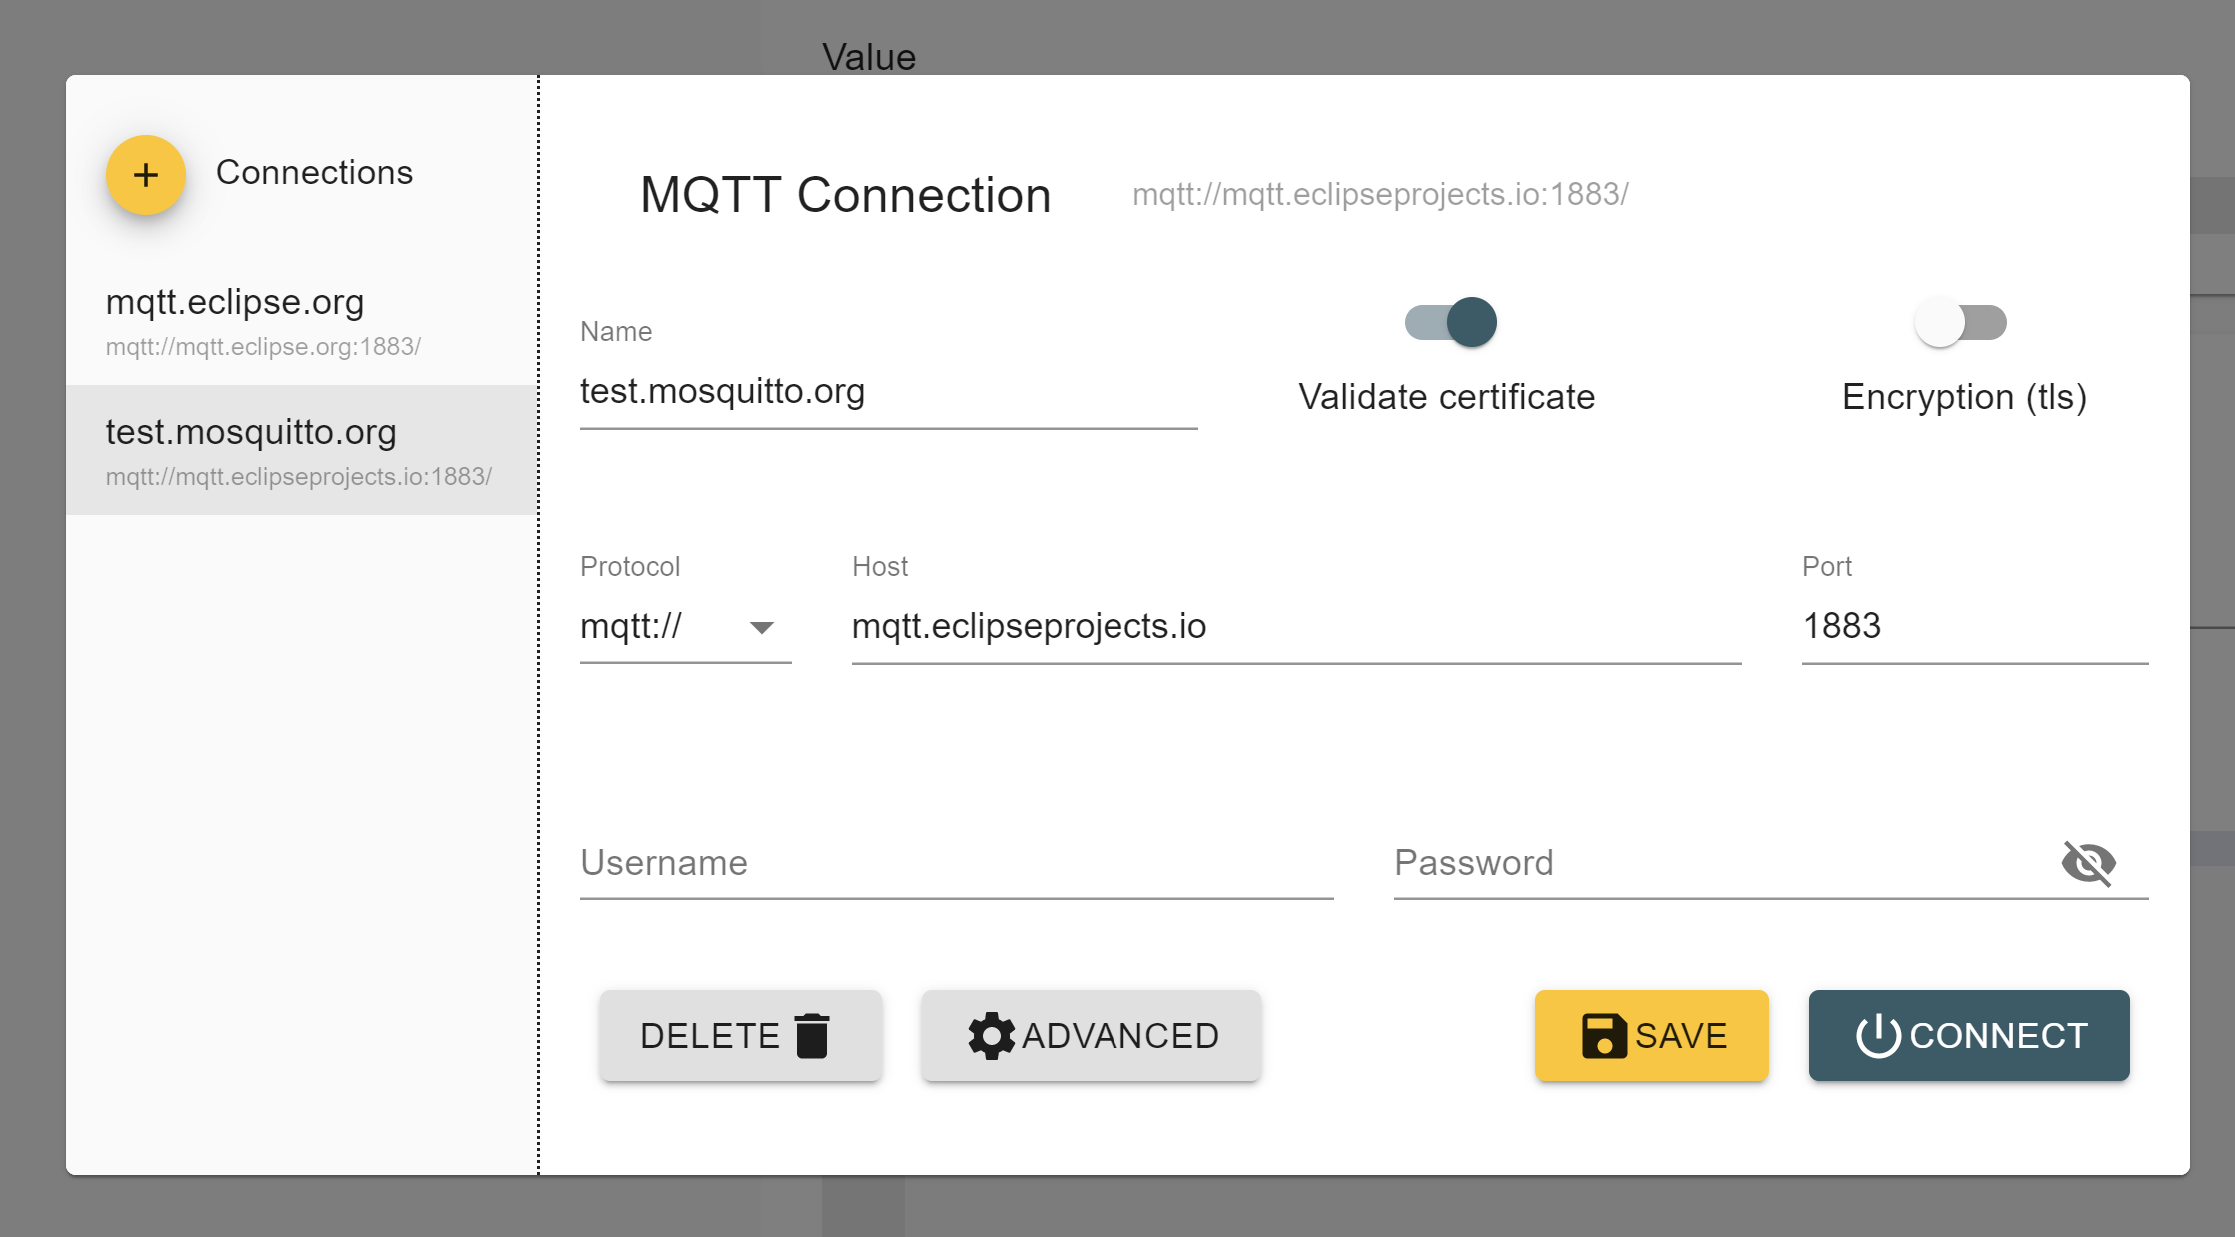 Value
Connections
mqtt.eclipse.org
mqtt://mqtt.eclipse.org:1883/
test.mosquitto.org
mqtt://mqtt.eclipseprojects.io:1883/
MQTT Connection mqtt://mqtt.eclipseprojects.io:1883/
Name
test.mosquitto.org
Validate certificate
Encryption (tls)
Protocol
mqtt://
Host
mqtt.eclipseprojects.io
Port
1883
Username
Password
DELETE
ADVANCED
SAVE
CONNECT